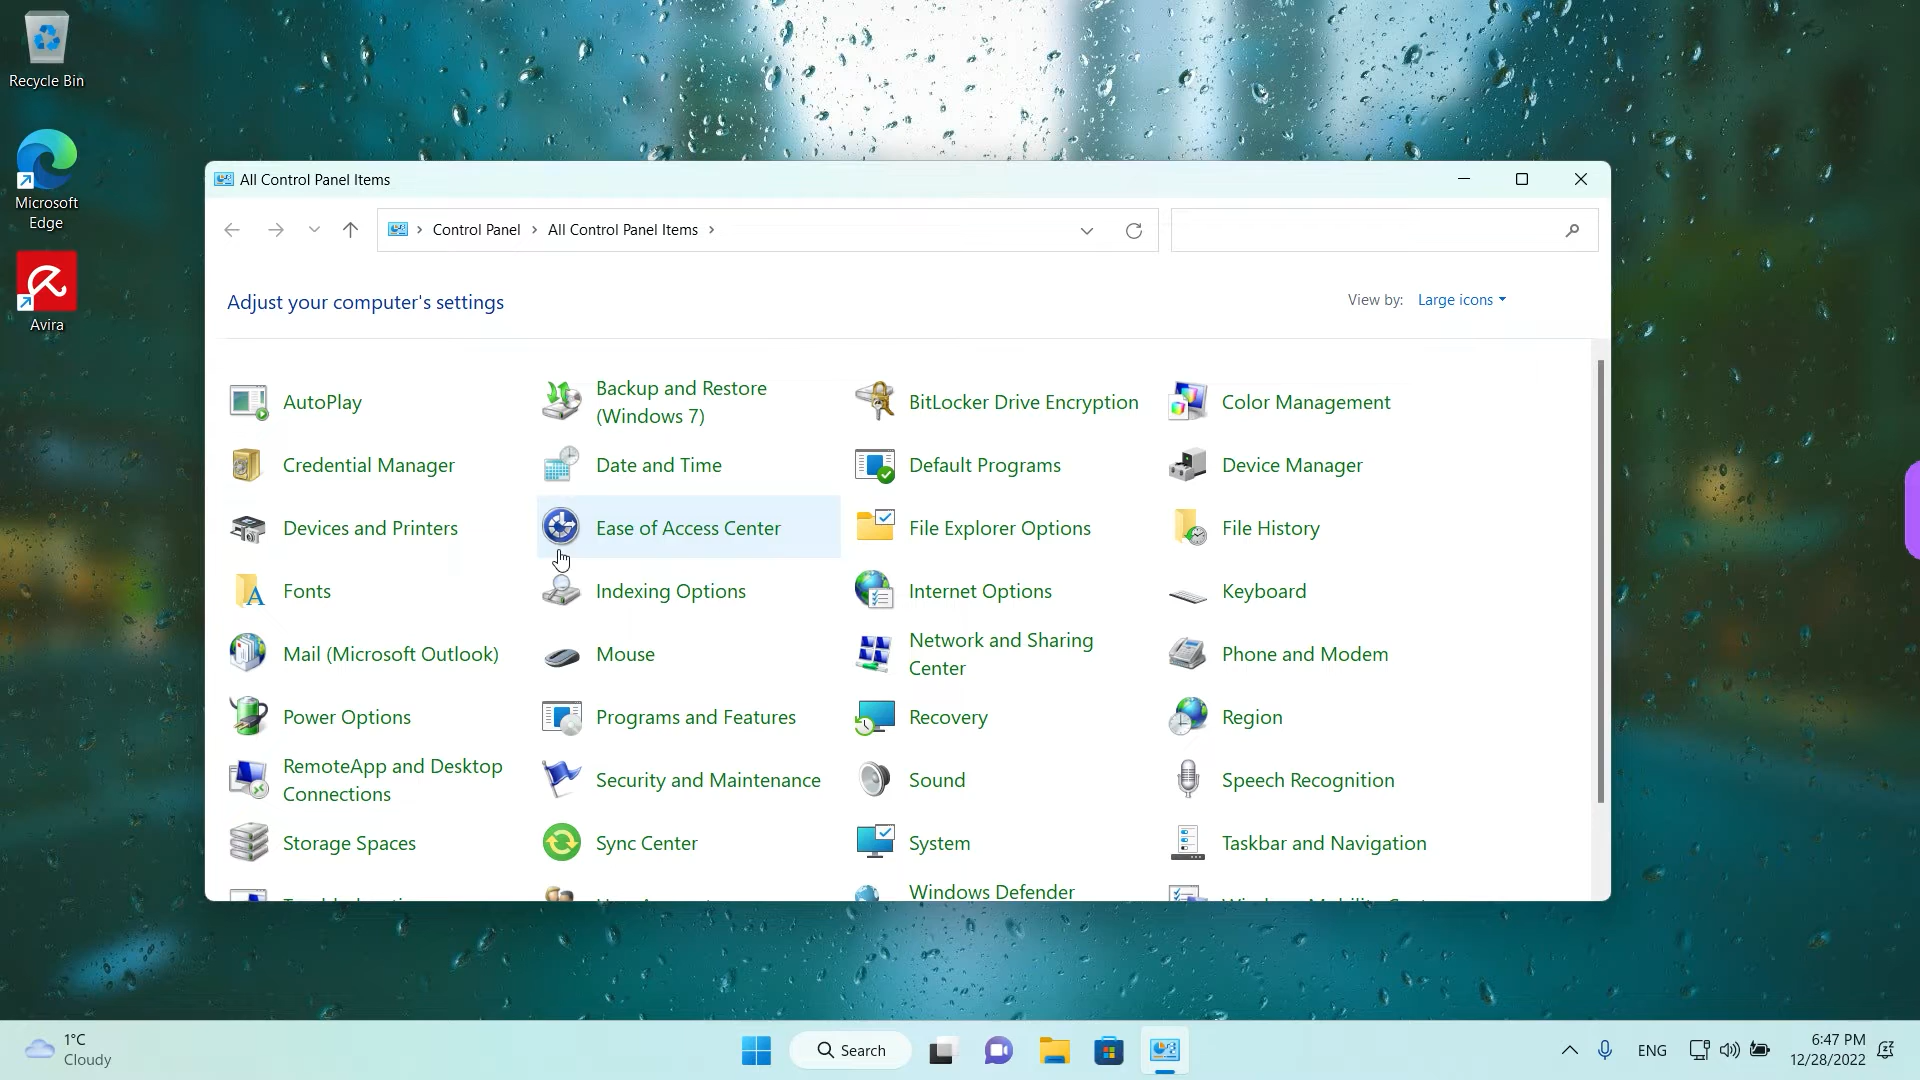 Recycle Bin
Microsoft
Edge
Avira
All Control Panel Items
Control Panel
All Control Panel Items
Adjust your computer's settings
View by: Large icons
AutoPlay
Backup and Restore
(Windows 7)
BitLocker Drive Encryption
Color Management
Credential Manager
Date and Time
Default Programs
Device Manager
Devices and Printers
Ease of Access Center
File Explorer Options
File History
Fonts
Indexing Options
Internet Options
Keyboard
Mail (Microsoft Outlook)
Mouse
Network and Sharing
Center
Phone and Modem
Power Options
Programs and Features
Recovery
Region
RemoteApp and Desktop
Connections
Security and Maintenance
Sound
Speech Recognition
Storage Spaces
Sync Center
System
Taskbar and Navigation
Windows Defender
1°C
Cloudy
Search
ENG
6:47 PM
12/28/2022